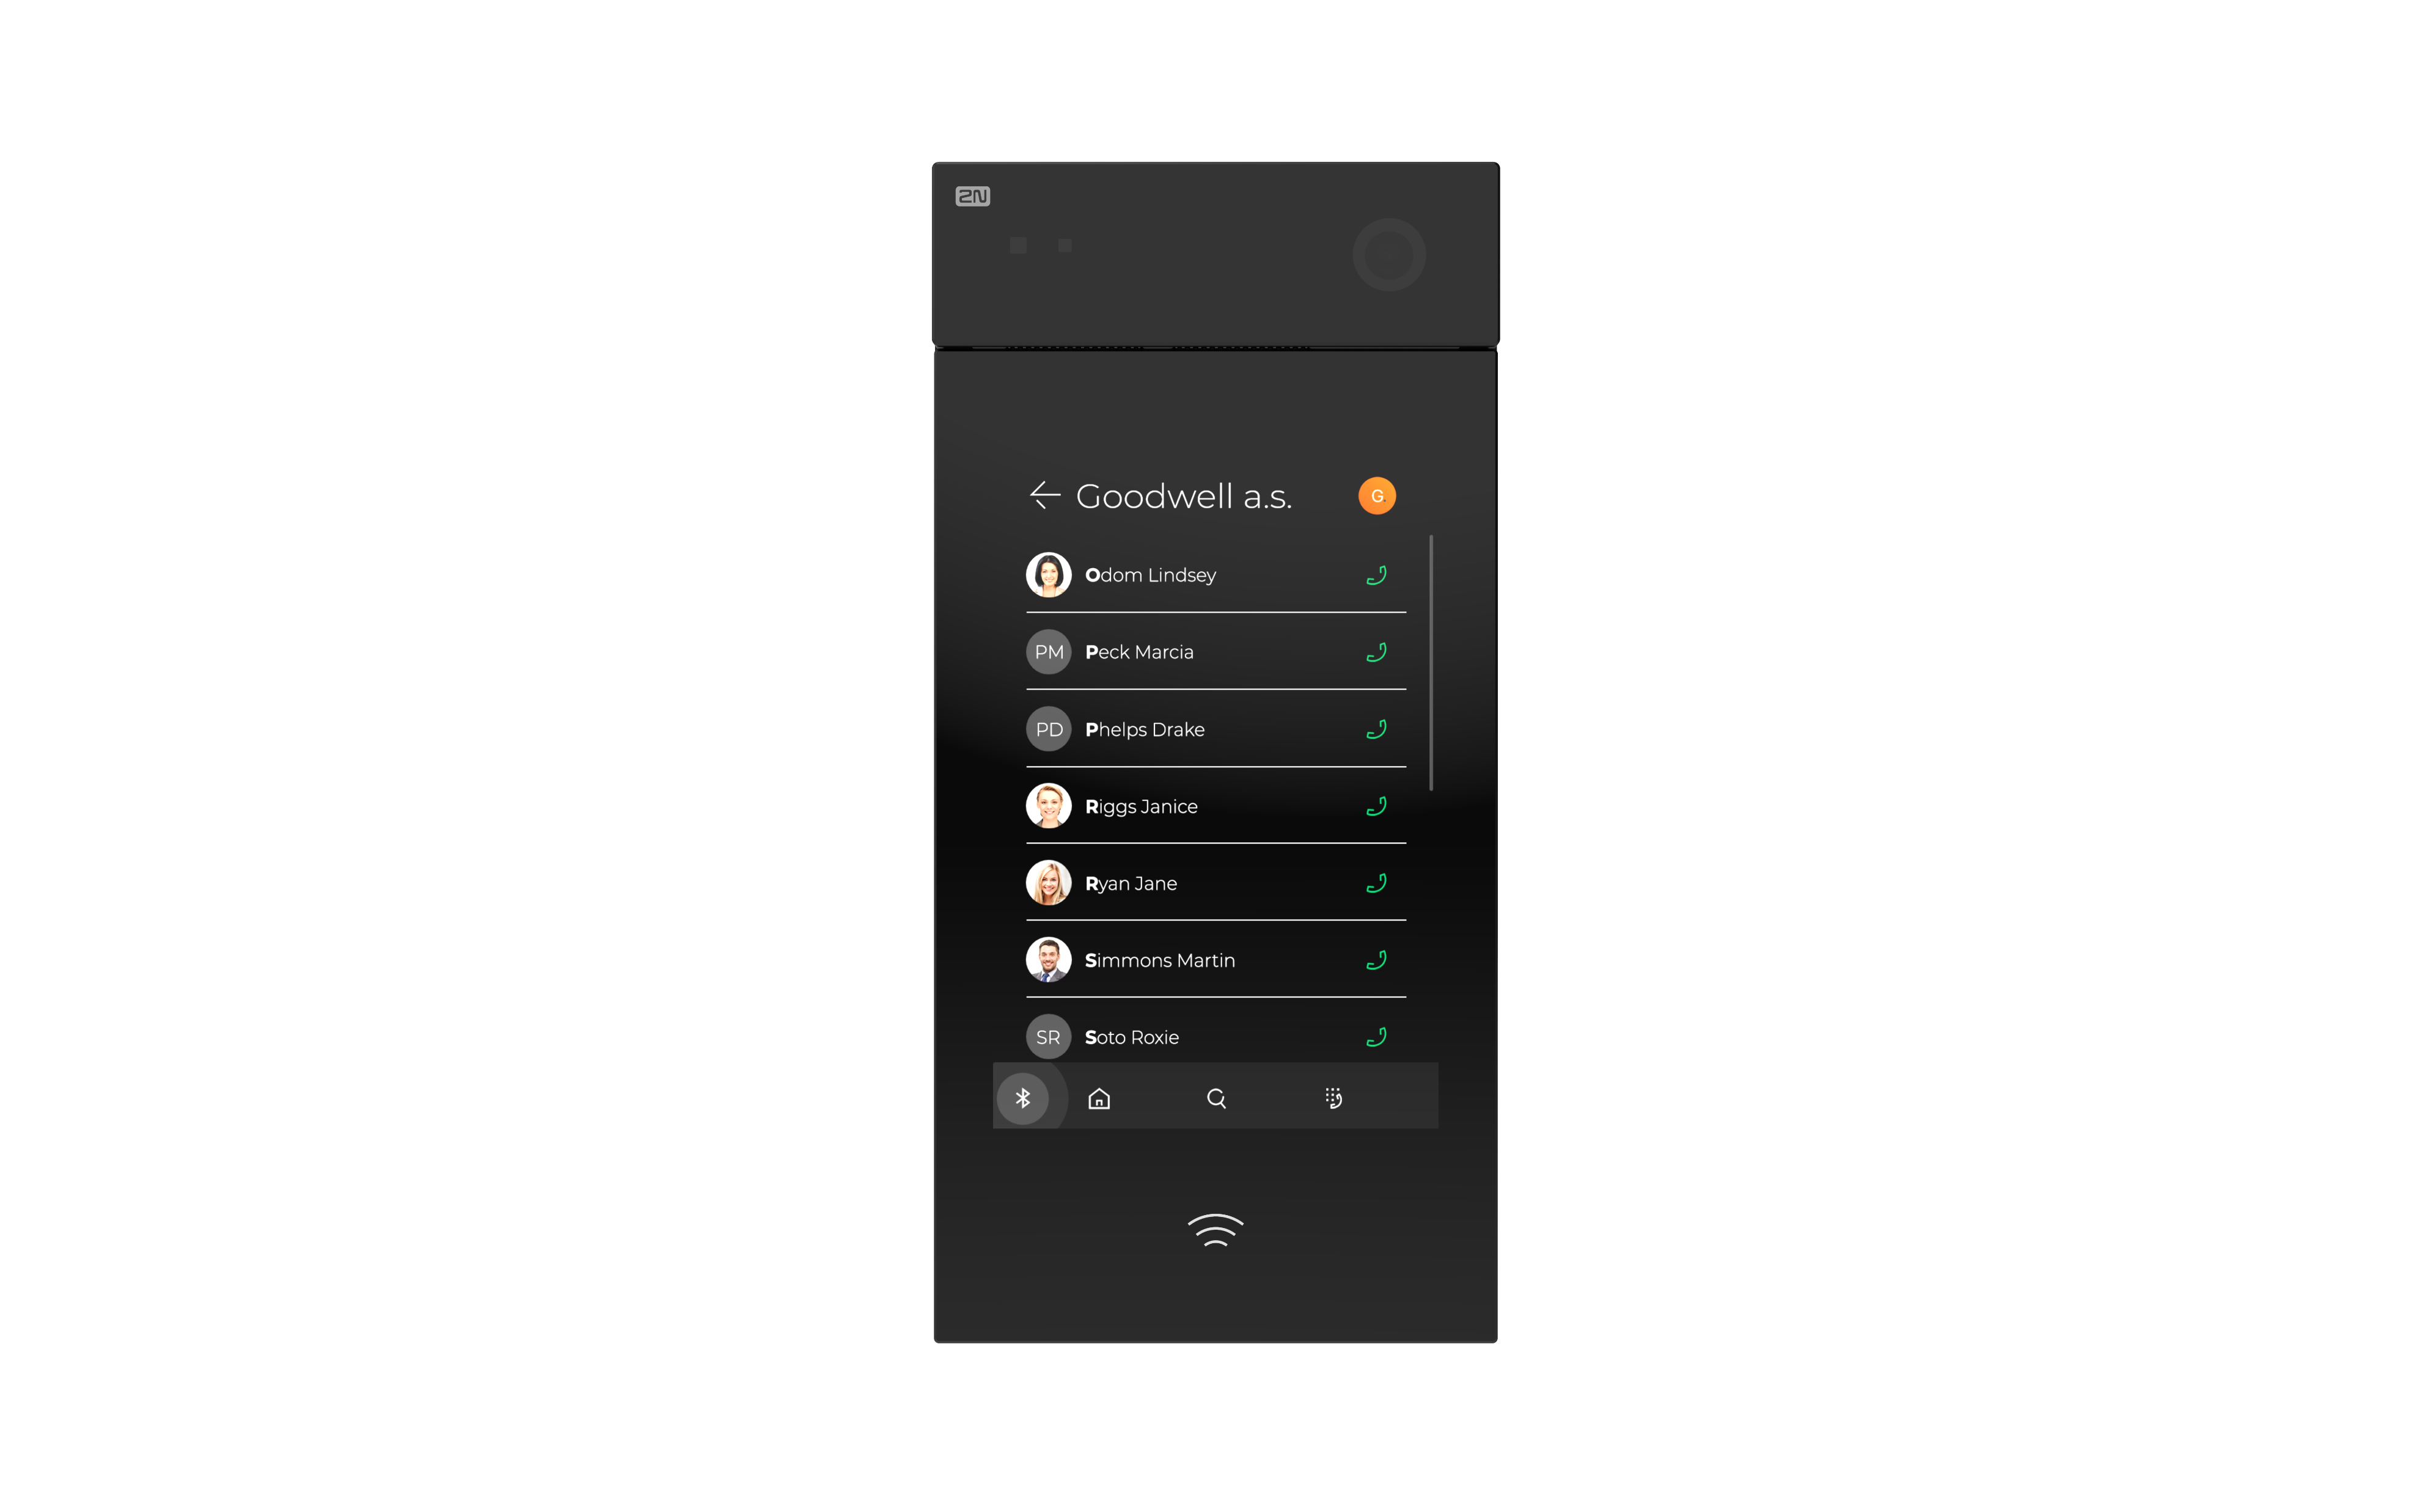 2N
Goodwell a.s.
G.
Odom Lindsey
PM Peck Marcia
PD Phelps Drake
Riggs Janice
Ryan Jane
Simmons Martin
SR Soto Roxie